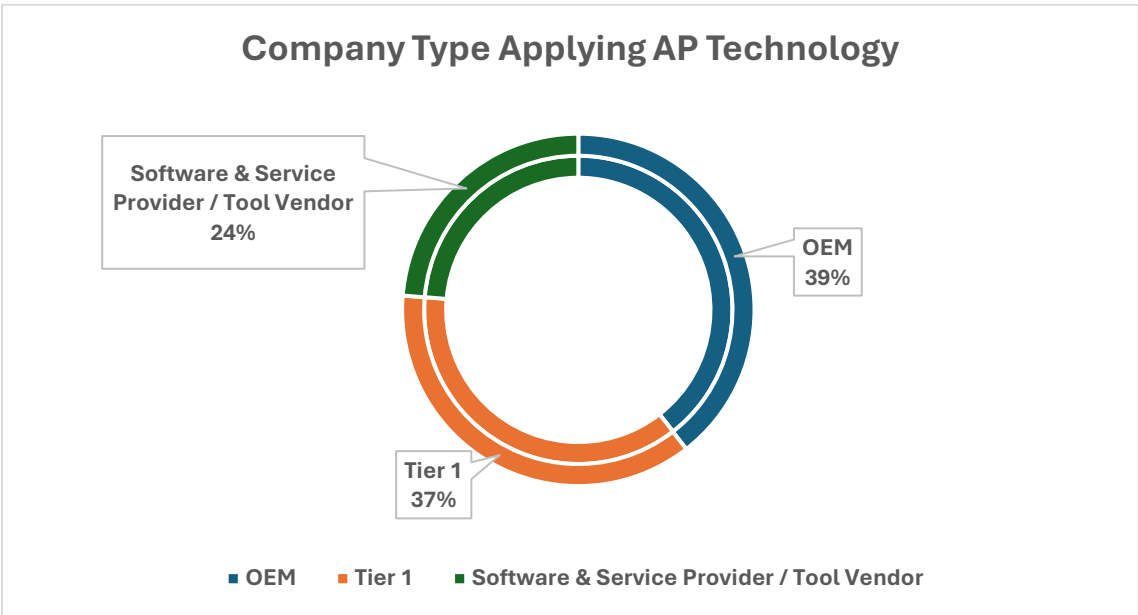 Company Type Applying AP Technology
Software & Service
Provider / Tool Vendor
24%
OEM
39%
Tier 1
37%
OEM
Tier 1
Software & Service Provider / Tool Vendor